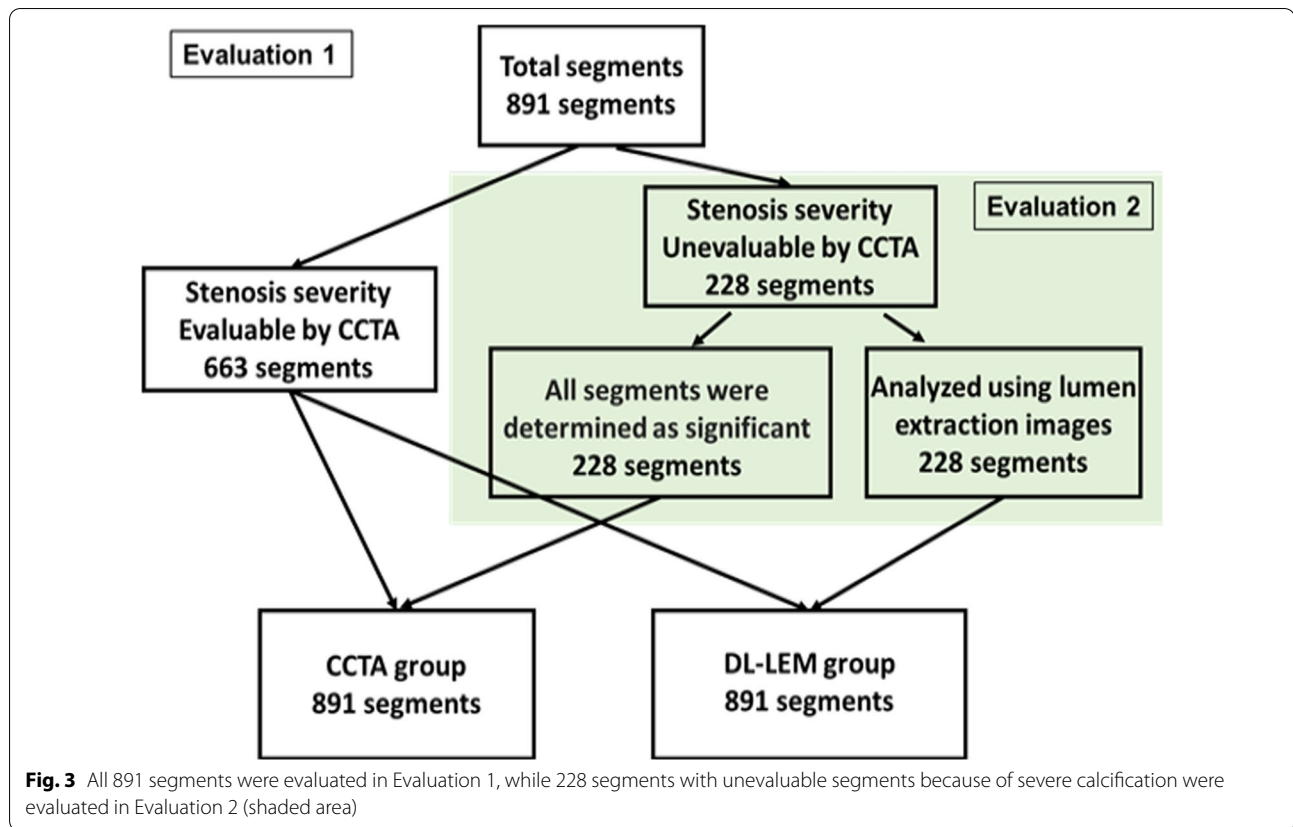 Evaluation 1
Total segments
891 segments
Evaluation 2
Stenosis severity
Unevaluable by CCTA
228 segments
Stenosis severity
Evaluable by CCTA
663 segments
All segments were
determined as significant
228 segments
Analyzed using lumen
extraction images
228 segments
CCTA group
891 segments
DL-LEM group
891 segments
Fig. 3 All 891 segments were evaluated in Evaluation 1, while 228 segments with unevaluable segments because of severe calcification were
evaluated in Evaluation 2 (shaded area)